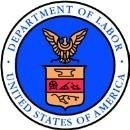 DEPARTMENT OF LABOR
UNITED STATES OF AMERICA